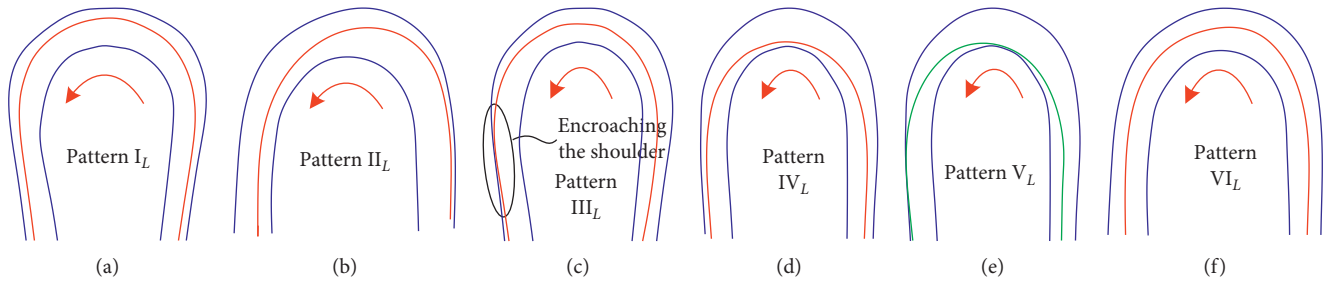 Pattern I_L
Pattern II_L
Encroaching
the shoulder
Pattern
III_L
Pattern
IV_L
Pattern V_L
Pattern
VI_L
(a)
(b)
(c)
(d)
(e)
(f)